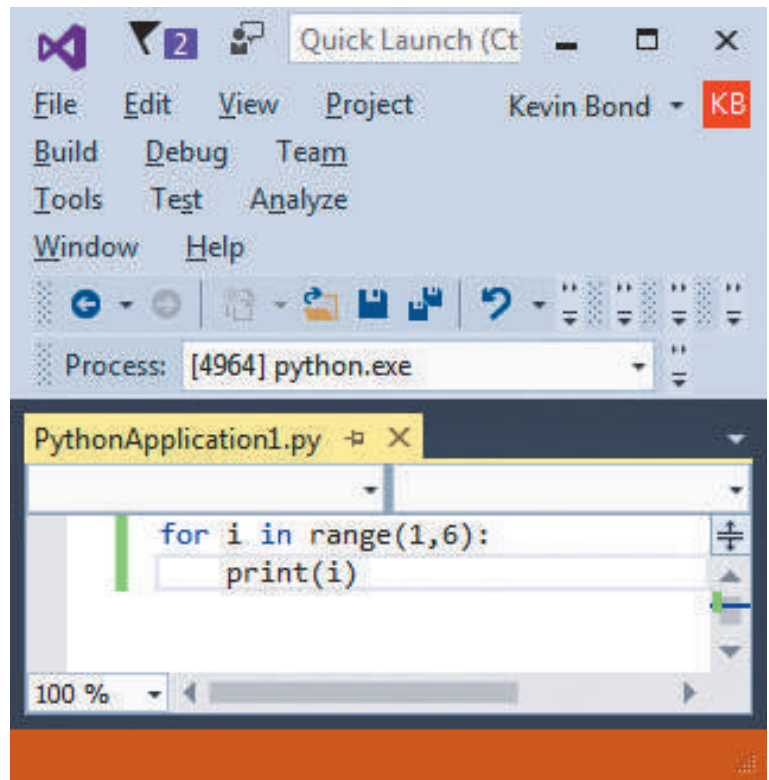 2 Quick Launch (Ct
File Edit View Project Kevin Bond KB
Build Debug Team
Tools Test Analyze
Window Help
Process: [4964] python.exe
PythonApplication1.py
for i in range(1,6):
    print(i)
100 %